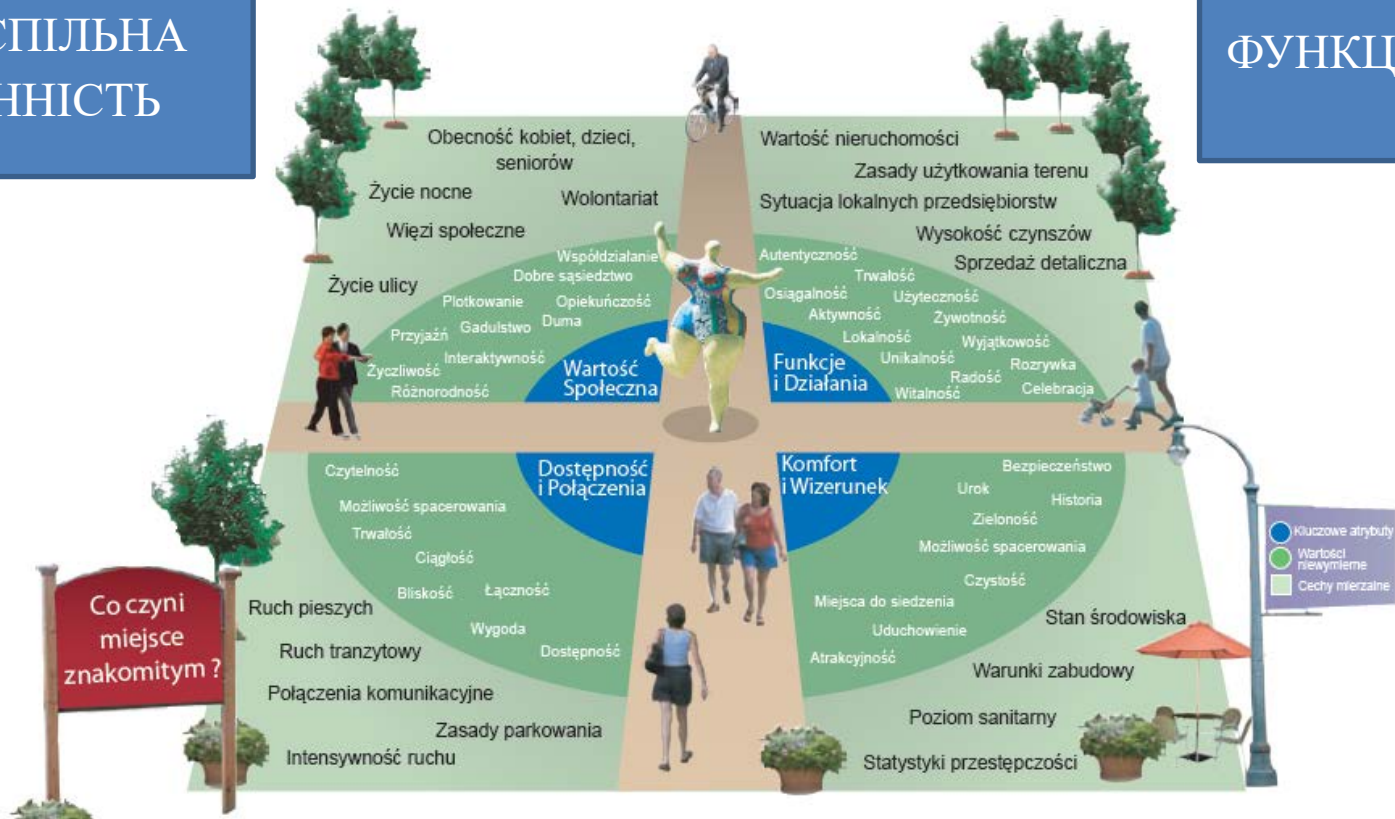 СПІЛЬНА
ННІСТЬ
ФУНКЦ
Obecność kobiet, dzieci,
seniorów
Życie nocne
Wolontariat
Więzi społeczne
Życie ulicy
Współdziałanie
Dobre sąsiedztwo
Plotkowanie
Opiekuńczość
Przyjaźń
Gadulstwo
Duma
Interaktywność
Życzliwość
Różnorodność
Wartość
Społeczna
Wartość nieruchomości
Zasady użytkowania terenu
Sytuacja lokalnych przedsiębiorstw
Wysokość czynszów
Sprzedaż detaliczna
Autentyczność
Trwałość
Osiągalność
Użyteczność
Aktywność
Żywotność
Lokalność
Wyjątkowość
Unikalność
Rozrywka
Radość
Witalność
Celebracja
Funkcje
i Działania
Dostępność
i Połączenia
Czytelność
Możliwość spacerowania
Trwałość
Ciągłość
Bliskość
Łączność
Wygoda
Dostępność
Ruch pieszych
Ruch tranzytowy
Połączenia komunikacyjne
Zasady parkowania
Intensywność ruchu
Komfort
i Wizerunek
Bezpieczeństwo
Urok
Historia
Zieloność
Możliwość spacerowania
Czystość
Miejsca do siedzenia
Uduchowienie
Atrakcyjność
Stan środowiska
Warunki zabudowy
Poziom sanitarny
Statystyki przestępczości
Co czyni
miejsce
znakomitym ?
Kluczowe atrybuty
Wartości
niewymierne
Cechy mierzalne